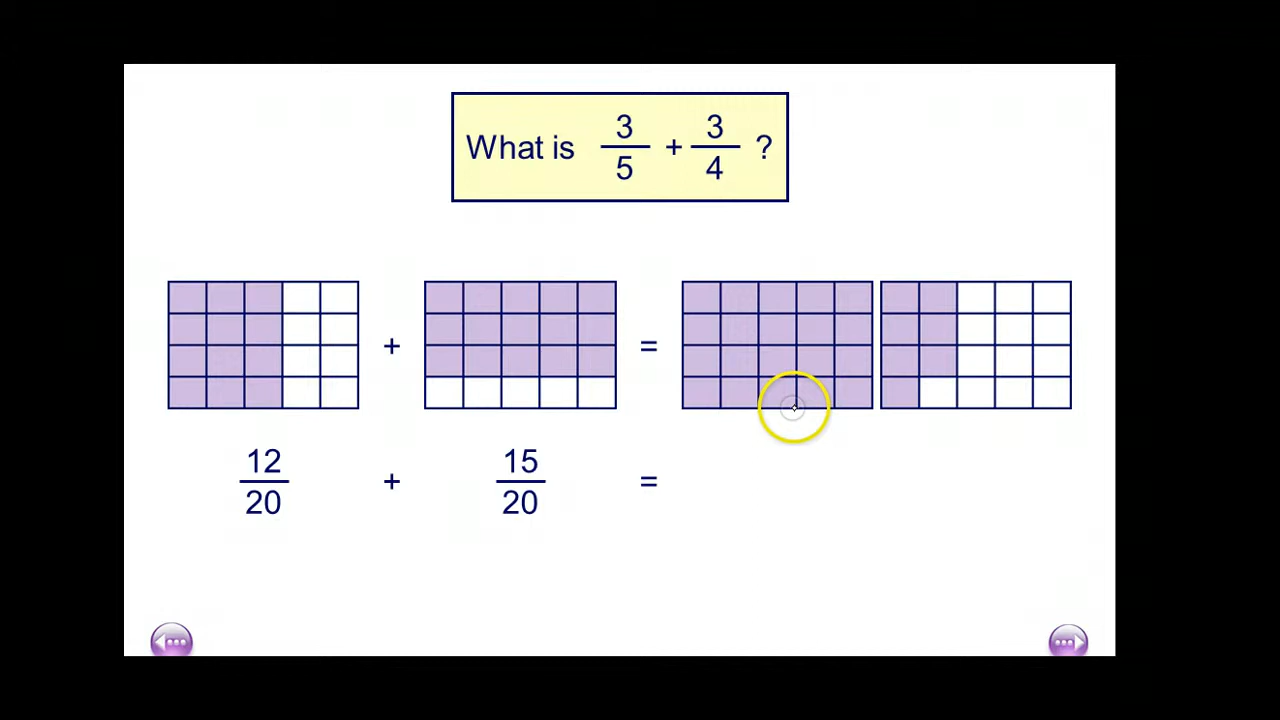 What is 3/5 + 3/4 ?
+ =
12/20 + 15/20 =